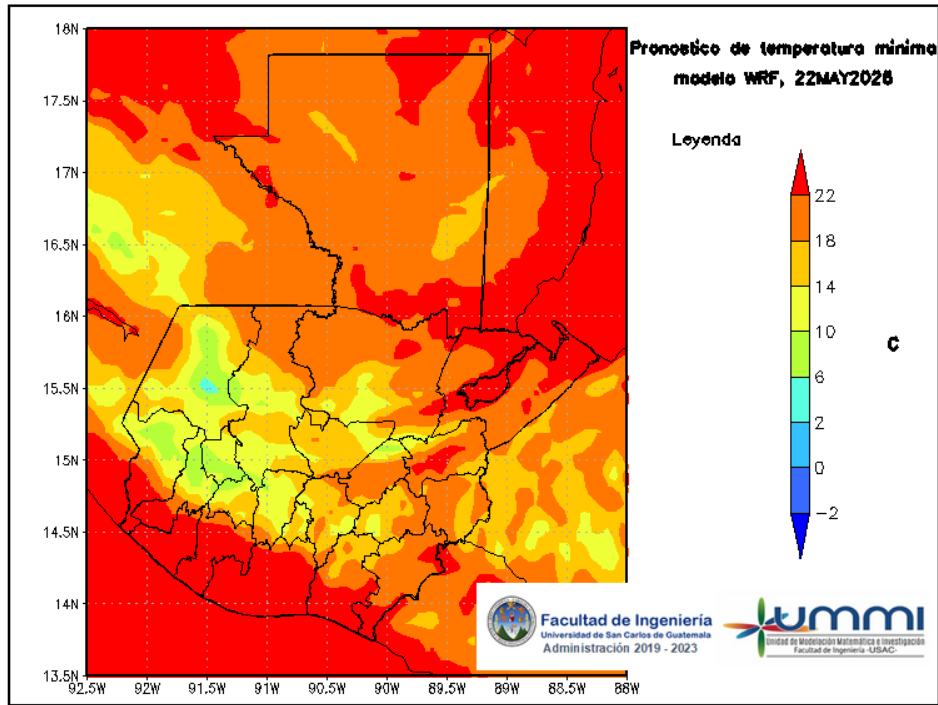 Pronostico de temperatura minima
modelo WRF, 22MAY2026
Leyenda
22
18
14
10
6
2
0
-2
C
18N
17.5N
17N
16.5N
16N
15.5N
15N
14.5N
14N
13.5N
92.5W 92W 91.5W 91W 90.5W 90W 89.5W 89W 88.5W 88W
Facultad de Ingeniería
Universidad de San Carlos de Guatemala
Administración 2019 - 2023
ummi
Unidad de Modelación Matemática e Investigación
Facultad de Ingeniería -USAC-